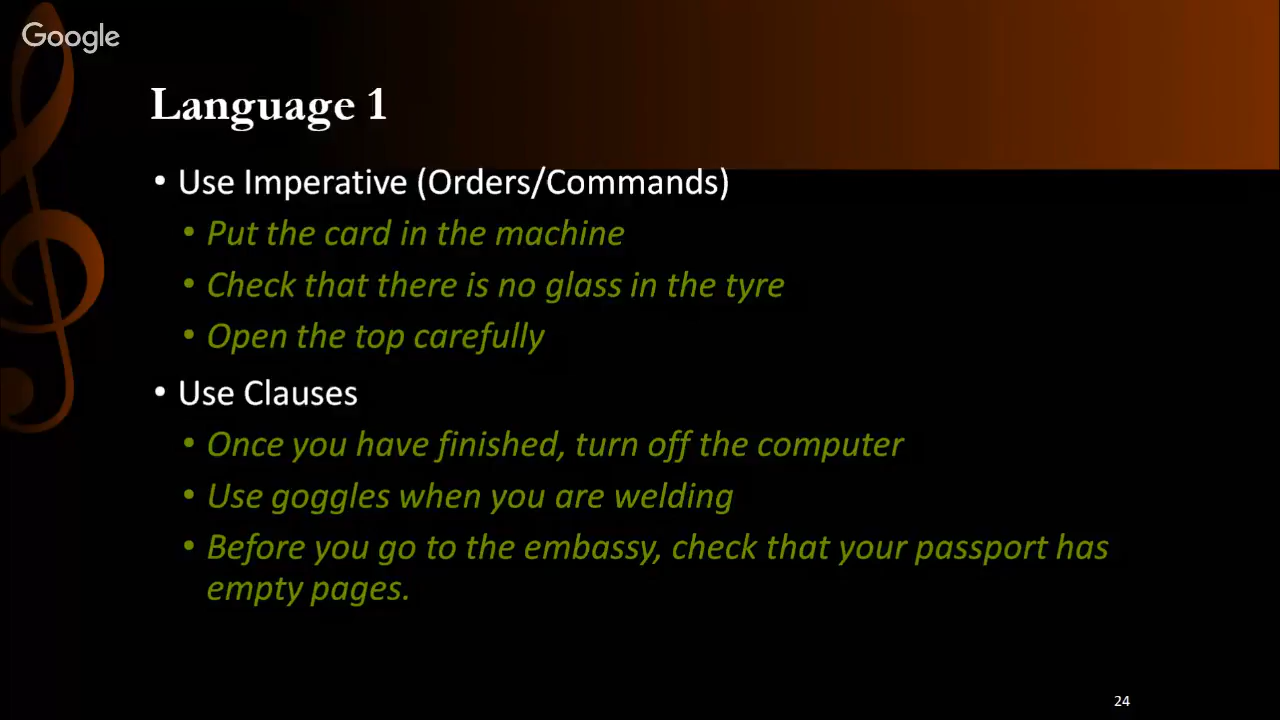 Google
Language 1
• Use Imperative (Orders/Commands)
• Put the card in the machine
• Check that there is no glass in the tyre
• Open the top carefully
• Use Clauses
• Once you have finished, turn off the computer
• Use goggles when you are welding
• Before you go to the embassy, check that your passport has
empty pages.
24